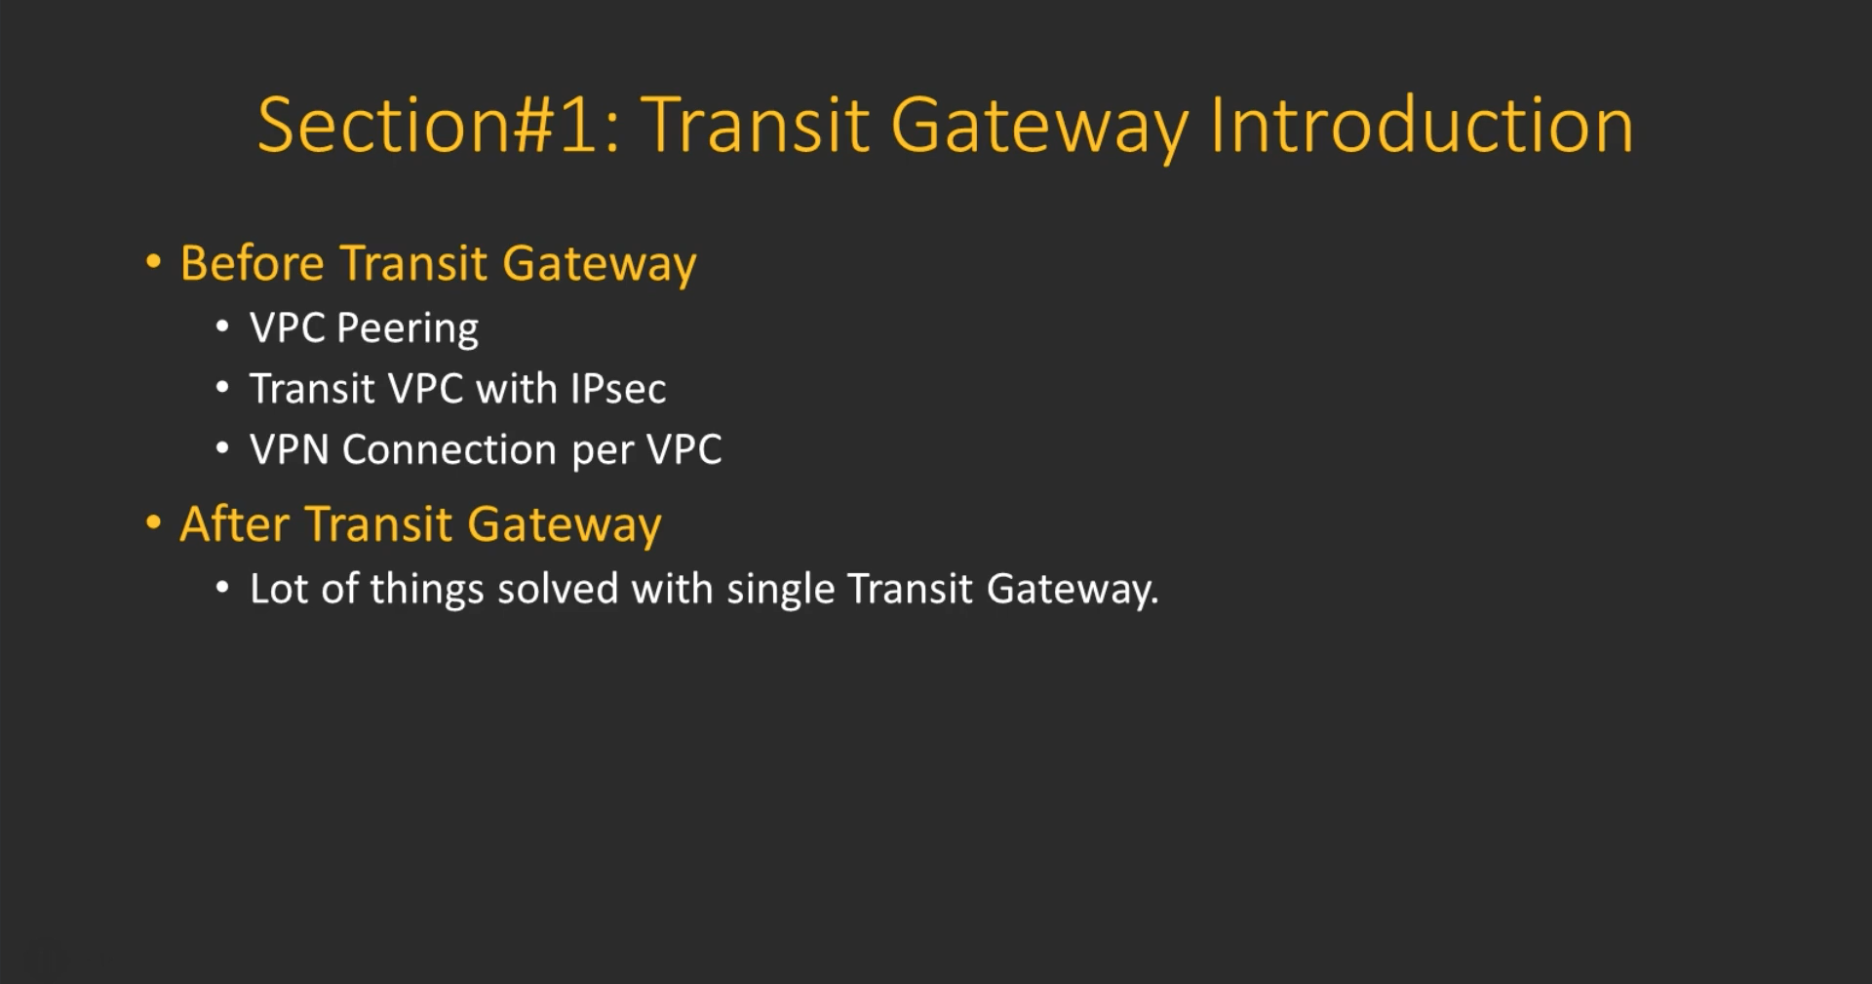 Section#1: Transit Gateway Introduction
• Before Transit Gateway
• VPC Peering
• Transit VPC with IPsec
• VPN Connection per VPC
• After Transit Gateway
• Lot of things solved with single Transit Gateway.